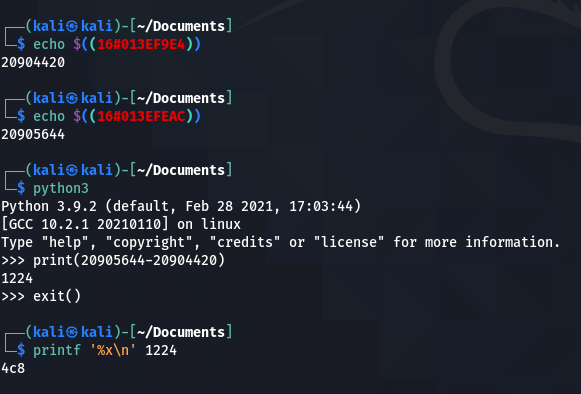 ┌──(kali㉿kali)-[~/Documents]
└─$ echo $((16#013EF9E4))
20904420
┌──(kali㉿kali)-[~/Documents]
└─$ echo $((16#013EFEAC))
20905644
┌──(kali㉿kali)-[~/Documents]
└─$ python3
Python 3.9.2 (default, Feb 28 2021, 17:03:44)
[GCC 10.2.1 20210110] on linux
Type "help", "copyright", "credits" or "license" for more information.
>>> print(20905644-20904420)
1224
>>> exit()
┌──(kali㉿kali)-[~/Documents]
└─$ printf '%x\n' 1224
4c8